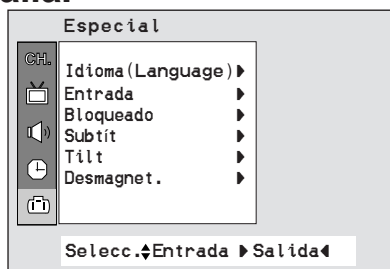 Especial
CH.
Idioma(Language)▶
Entrada ▶
Bloqueado ▶
Subtít ▶
Tilt ▶
Desmagnet. ▶
Selecc.▲▼Entrada ▶Salida◀